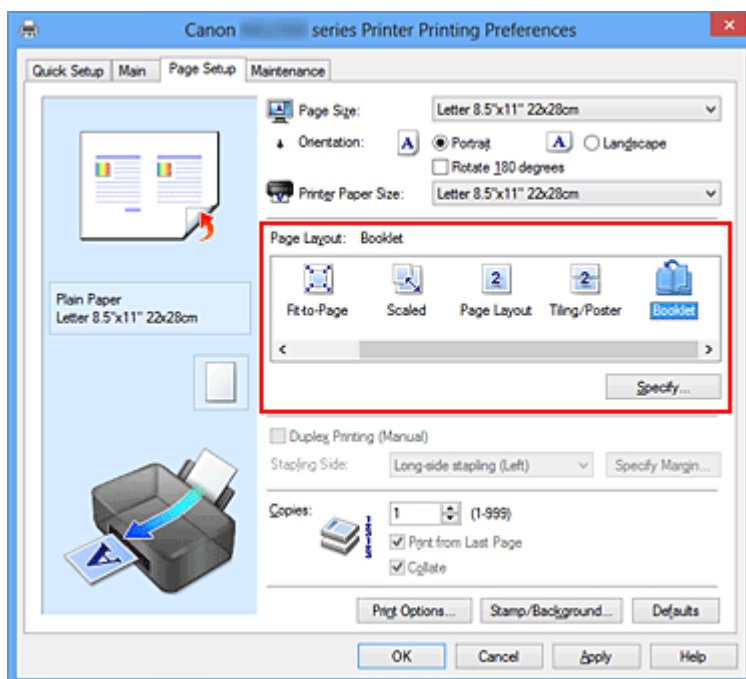 Canon series Printer Printing Preferences
Quick Setup Main Page Setup Maintenance
Page Size: Letter 8.5"x11" 22x28cm
Orientation: A Portrait A Landscape
Rotate 180 degrees
Printer Paper Size: Letter 8.5"x11" 22x28cm
Page Layout: Booklet
Fit-to-Page Scaled Page Layout Tiling/Poster Booklet
Specify...
Plain Paper
Letter 8.5"x11" 22x28cm
Duplex Printing (Manual)
Stapling Side: Long-side stapling (Left) Specify Margin...
Copies: 1 (1-999)
Print from Last Page
Collate
Print Options... Stamp/Background... Defaults
OK Cancel Apply Help